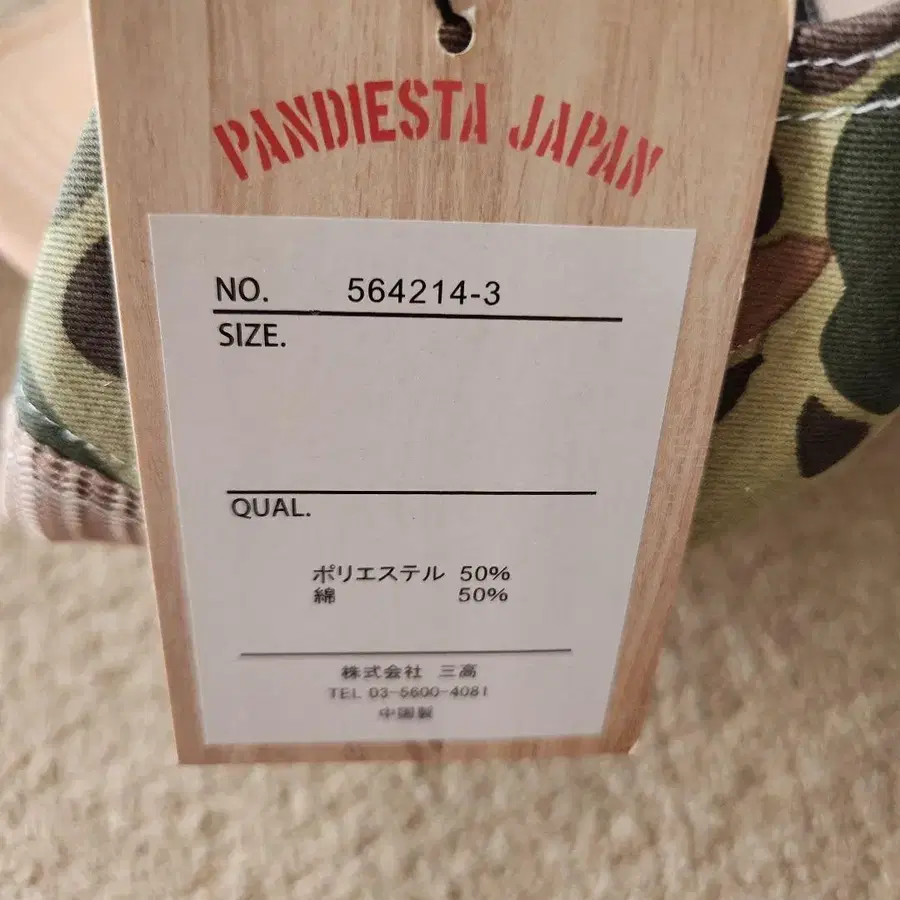 PANDIESTA JAPAN
NO. 564214-3
SIZE.
QUAL.
ポリエステル 50%
綿 50%
株式会社 三高
TEL 03-5600-4081
中国製